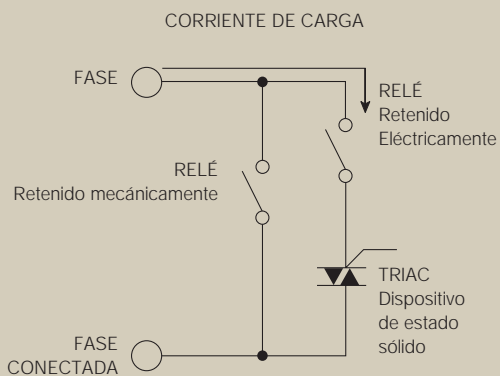 CORRIENTE DE CARGA
FASE
RELÉ
Retenido
Eléctricamente
RELÉ
Retenido mecánicamente
TRIAC
Dispositivo
de estado
sólido
FASE
CONECTADA